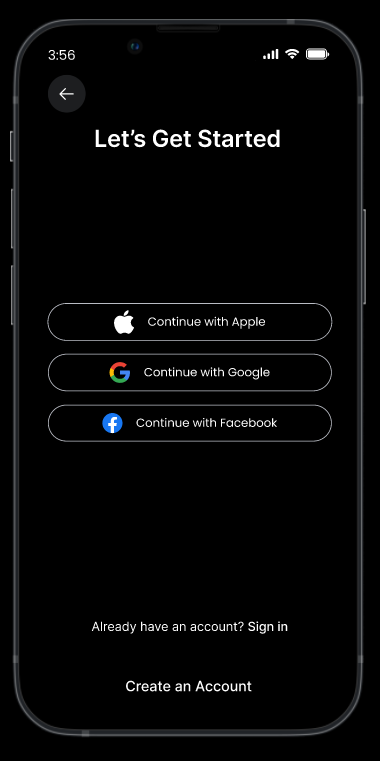 3:56
Let’s Get Started
Continue with Apple
Continue with Google
Continue with Facebook
Already have an account? Sign in
Create an Account